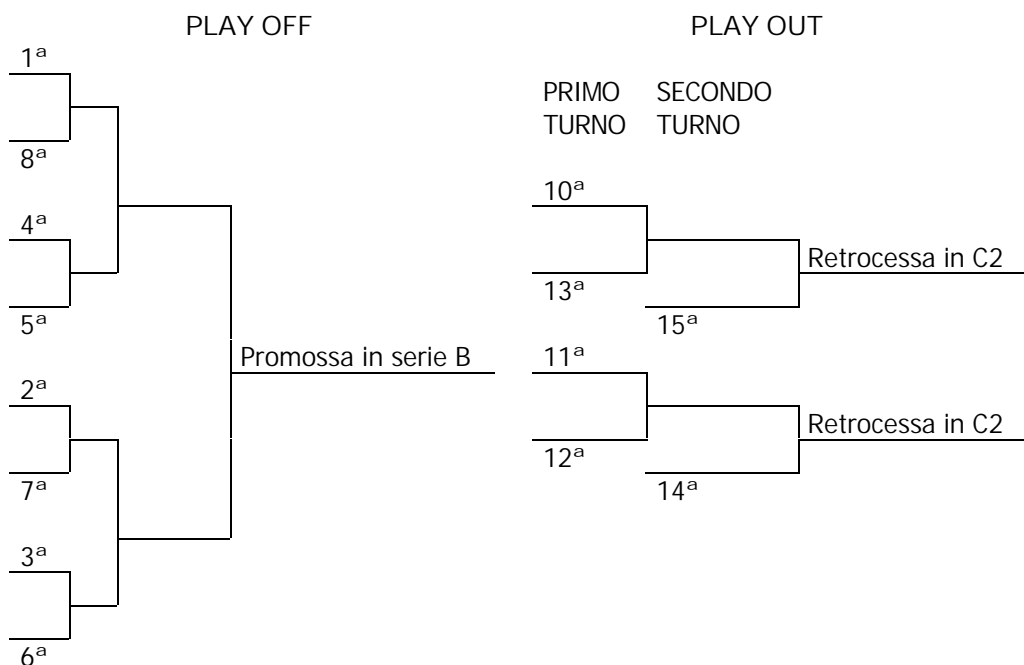 PLAY OFF
1ª
8ª
4ª
5ª
2ª
7ª
3ª
6ª
Promossa in serie B
PLAY OUT
PRIMO TURNO
SECONDO TURNO
10ª
13ª
15ª
Retrocessa in C2
11ª
12ª
14ª
Retrocessa in C2